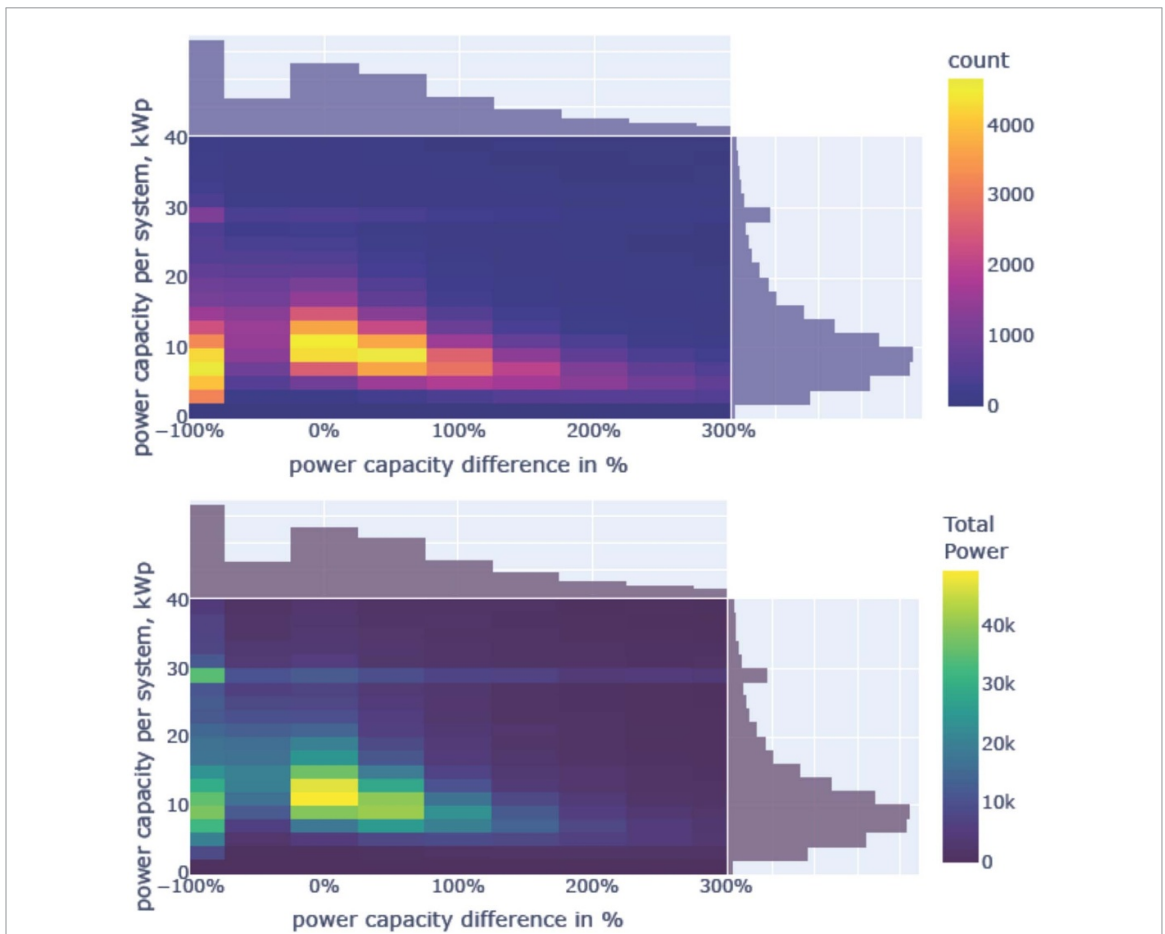 count
power capacity per system, kWp
40
30
20
10
0
−100%
0%
100%
200%
300%
power capacity difference in %
4000
3000
2000
1000
0
Total
Power
power capacity per system, kWp
40
30
20
10
0
−100%
0%
100%
200%
300%
power capacity difference in %
40k
30k
20k
10k
0